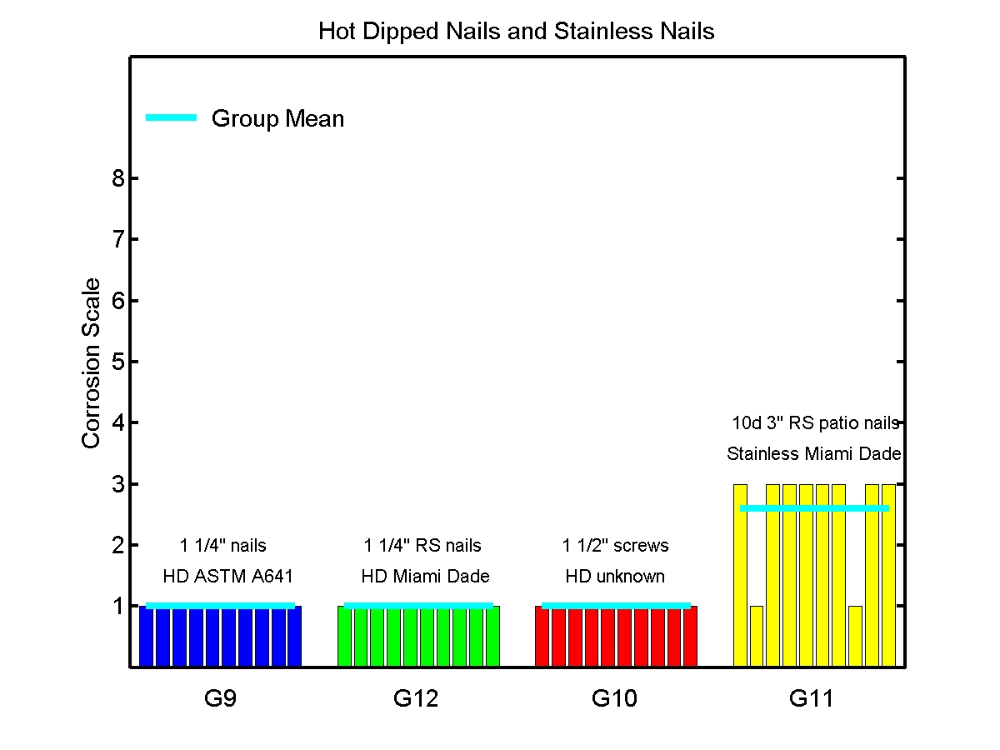 Hot Dipped Nails and Stainless Nails
Group Mean
8
7
6
5
4
3
2
1
Corrosion Scale
10d 3" RS patio nails
Stainless Miami Dade
1 1/4" nails
HD ASTM A641
1 1/4" RS nails
HD Miami Dade
1 1/2" screws
HD unknown
G9
G12
G10
G11